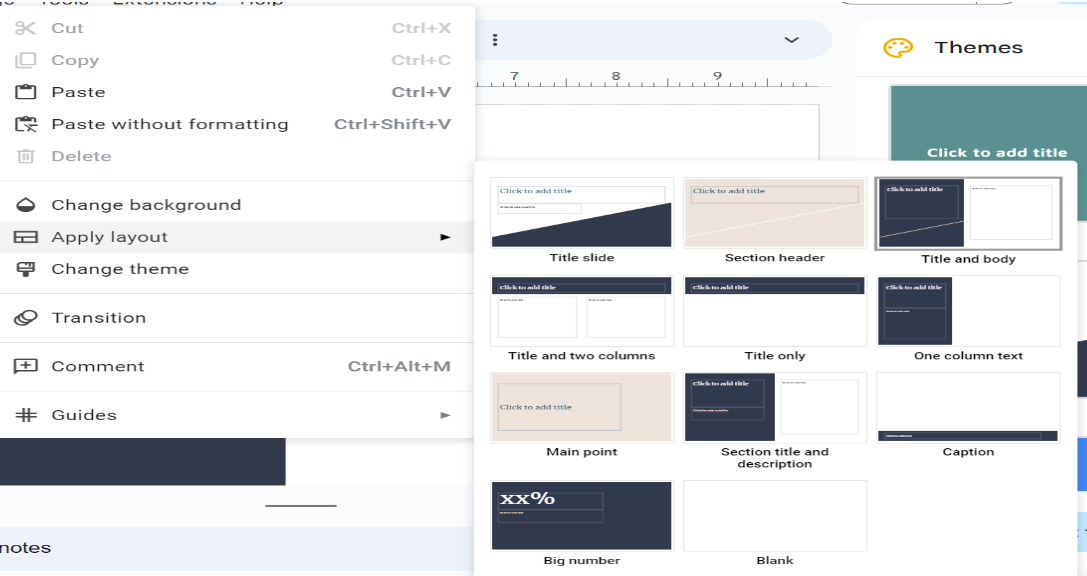 Tools Extensions Help
Cut Ctrl+X
Copy Ctrl+C
Paste Ctrl+V
Paste without formatting Ctrl+Shift+V
Delete
Change background
Apply layout
Change theme
Transition
Comment Ctrl+Alt+M
Guides
notes
7 8 9
Themes
Click to add title
Click to add title
Title slide
Click to add title
Section header
Click to add title
Title and body
Click to add title
Title and two columns
Click to add title
Title only
Click to add title
One column text
Click to add title
Main point
Click to add title
Section title and
description
Caption
xx%
Big number
Blank